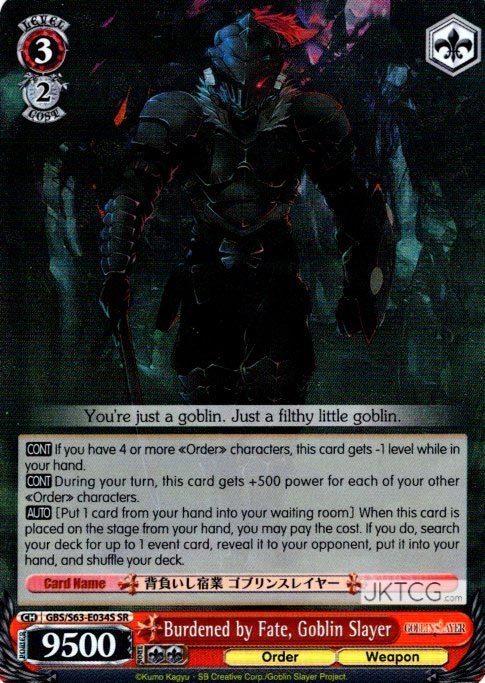 LEVEL
3
2
COST
You're just a goblin. Just a filthy little goblin.
CONT If you have 4 or more «Order» characters, this card gets -1 level while in
your hand.
CONT During your turn, this card gets +500 power for each of your other
«Order» characters.
AUTO [Put 1 card from your hand into your waiting room] When this card is
placed on the stage from your hand, you may pay the cost. If you do, search
your deck for up to 1 event card, reveal it to your opponent, put it into your
hand, and shuffle your deck.
Card Name 背負いし宿業 ゴブリンスレイヤー
JKTCG.com
CH GBS/S63-E034S SR
Burdened by Fate, Goblin Slayer
GOBLIN SLAYER
POWER 9500
Order Weapon
©Kumo Kagyu - SB Creative Corp./Goblin Slayer Project.